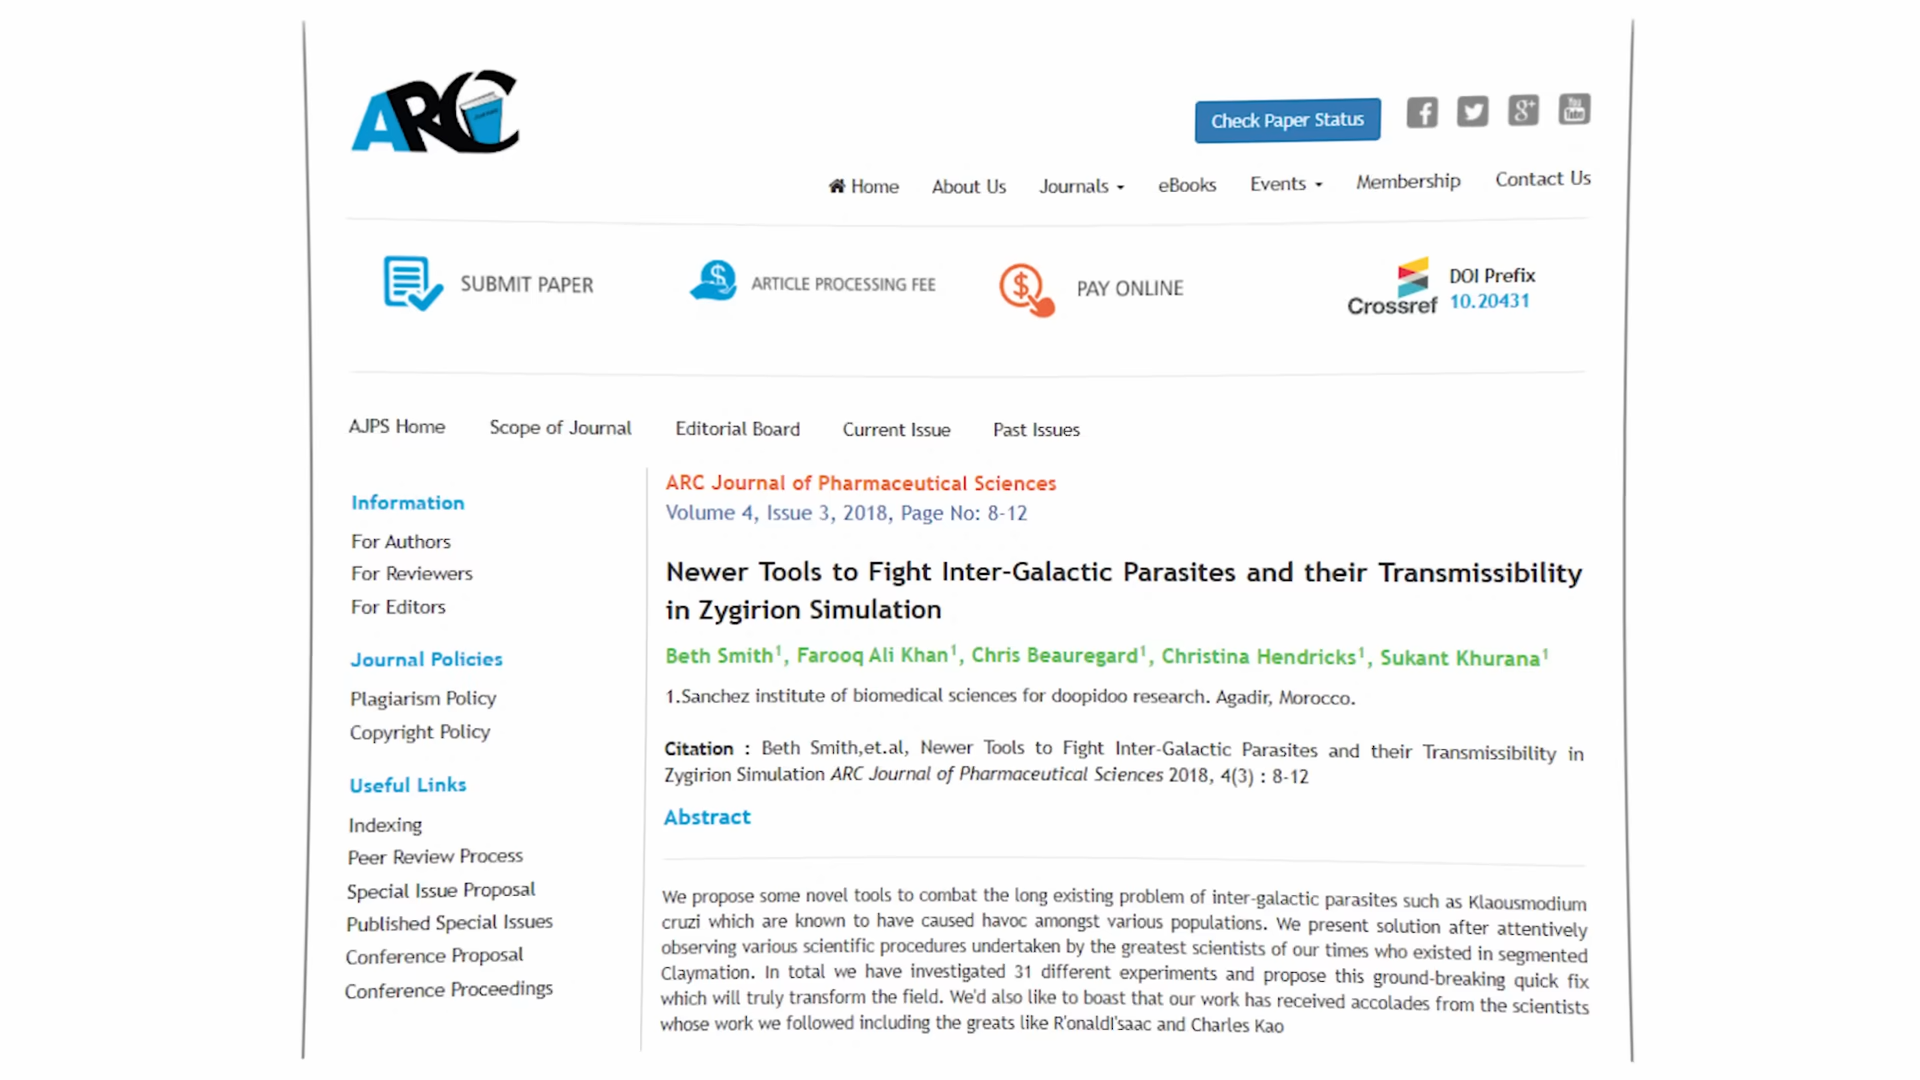 ARC
Check Paper Status
Home About Us Journals eBooks Events Membership Contact Us
SUBMIT PAPER
ARTICLE PROCESSING FEE
PAY ONLINE
Crossref
DOI Prefix
10.20431
AJPS Home Scope of Journal Editorial Board Current Issue Past Issues
Information
For Authors
For Reviewers
For Editors
Journal Policies
Plagiarism Policy
Copyright Policy
Useful Links
Indexing
Peer Review Process
Special Issue Proposal
Published Special Issues
Conference Proposal
Conference Proceedings
ARC Journal of Pharmaceutical Sciences
Volume 4, Issue 3, 2018, Page No: 8-12
Newer Tools to Fight Inter-Galactic Parasites and their Transmissibility
in Zygirion Simulation
Beth Smith1, Farooq Ali Khan1, Chris Beauregard1, Christina Hendricks1, Sukant Khurana1
1.Sanchez institute of biomedical sciences for doopidoo research. Agadir, Morocco.
Citation : Beth Smith,et.al, Newer Tools to Fight Inter-Galactic Parasites and their Transmissibility in
Zygirion Simulation ARC Journal of Pharmaceutical Sciences 2018, 4(3) : 8-12
Abstract
We propose some novel tools to combat the long existing problem of inter-galactic parasites such as Klaousmodium
cruzi which are known to have caused havoc amongst various populations. We present solution after attentively
observing various scientific procedures undertaken by the greatest scientists of our times who existed in segmented
Claymation. In total we have investigated 31 different experiments and propose this ground-breaking quick fix
which will truly transform the field. We'd also like to boast that our work has received accolades from the scientists
whose work we followed including the greats like R'onaldI'saac and Charles Kao